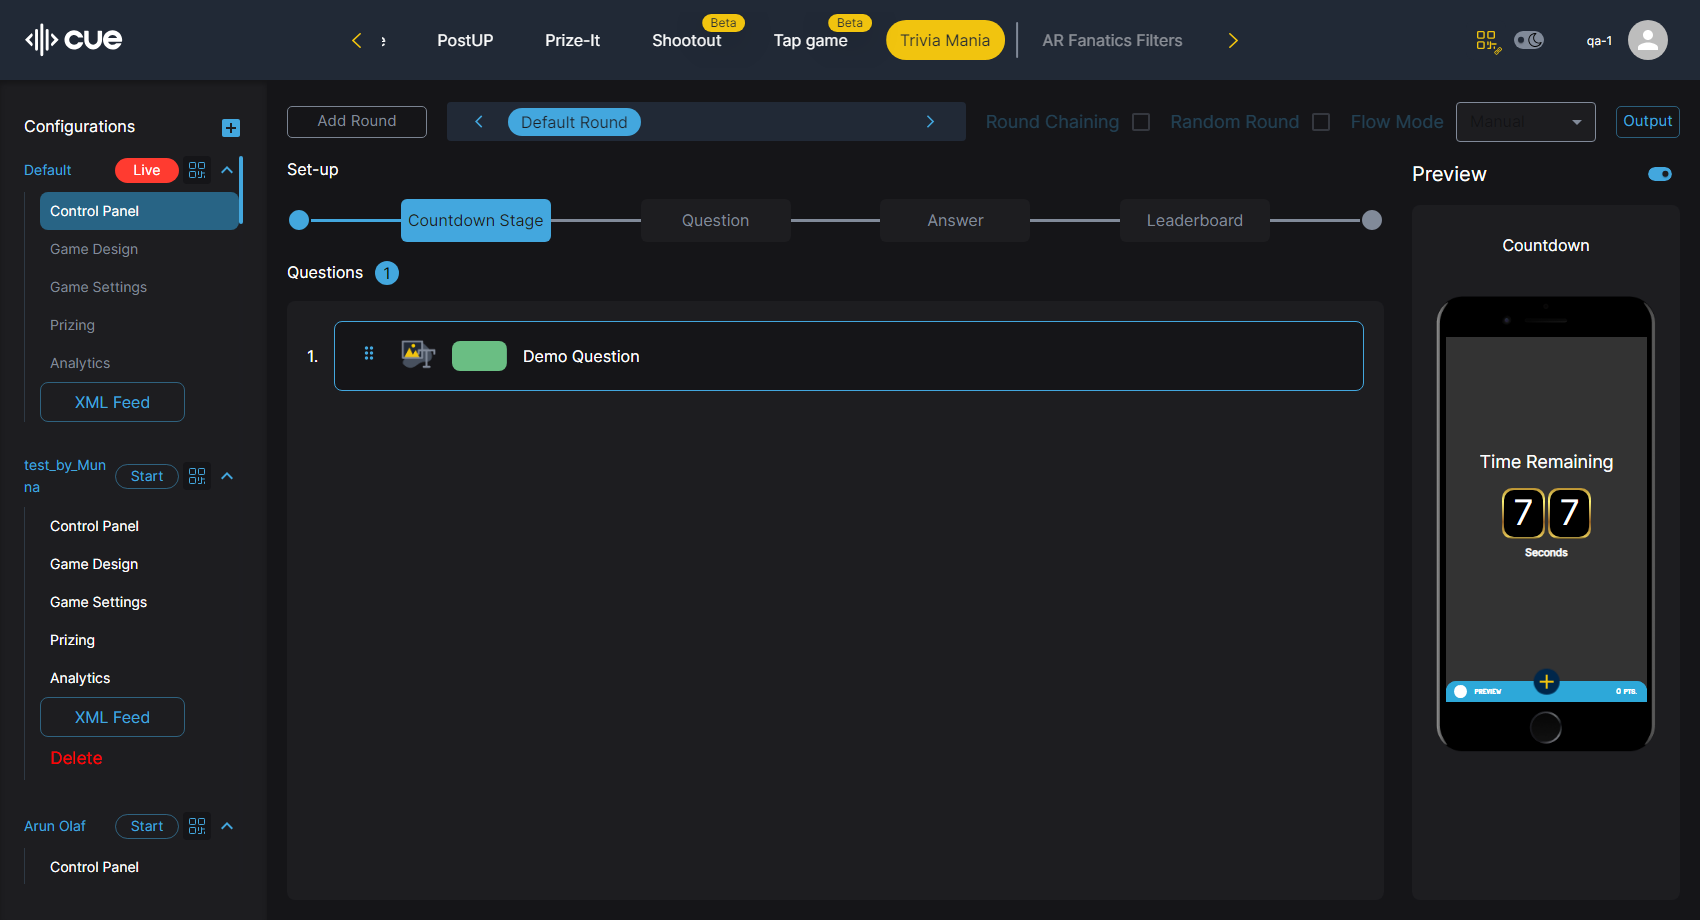 cue
e
PostUP
Prize-It
Beta
Shootout
Beta
Tap game
Trivia Mania
AR Fanatics Filters
qa-1
Configurations
Default
Live
Control Panel
Game Design
Game Settings
Prizing
Analytics
XML Feed
test_by_Mun
na
Start
Control Panel
Game Design
Game Settings
Prizing
Analytics
XML Feed
Delete
Arun Olaf
Start
Control Panel
Add Round
Default Round
Round Chaining
Random Round
Flow Mode
Manual
Output
Set-up
Countdown Stage
Question
Answer
Leaderboard
Questions 1
1.
Demo Question
Preview
Countdown
Time Remaining
7 7
Seconds
PREVIEW
0 PTS.